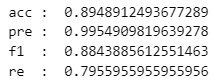 acc :  0.8948912493677289
pre :  0.9954909819639278
f1  :  0.8843885612551463
re  :  0.7955955955955956